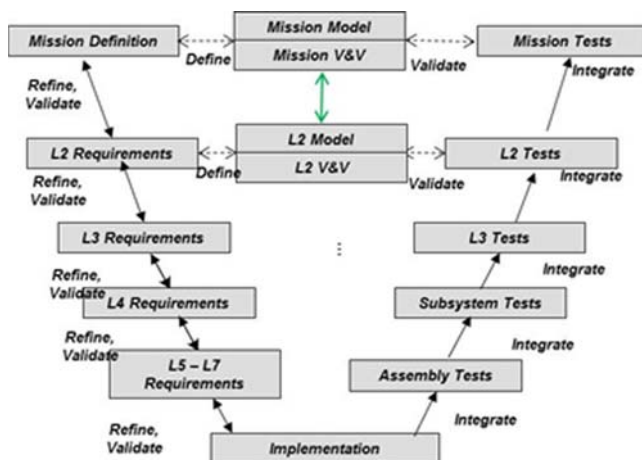 Mission Model
Mission Definition
Mission Tests
Mission V&V
Define
Validate
Integrate
Refine,
Validate
L2 Model
L2 Requirements
L2 Tests
L2 V&V
Define
Validate
Integrate
Refine,
Validate
L3 Requirements
...
L3 Tests
Refine,
Validate
Integrate
L4 Requirements
Subsystem Tests
Refine,
Validate
Integrate
L5 – L7
Requirements
Assembly Tests
Refine,
Validate
Integrate
Implementation